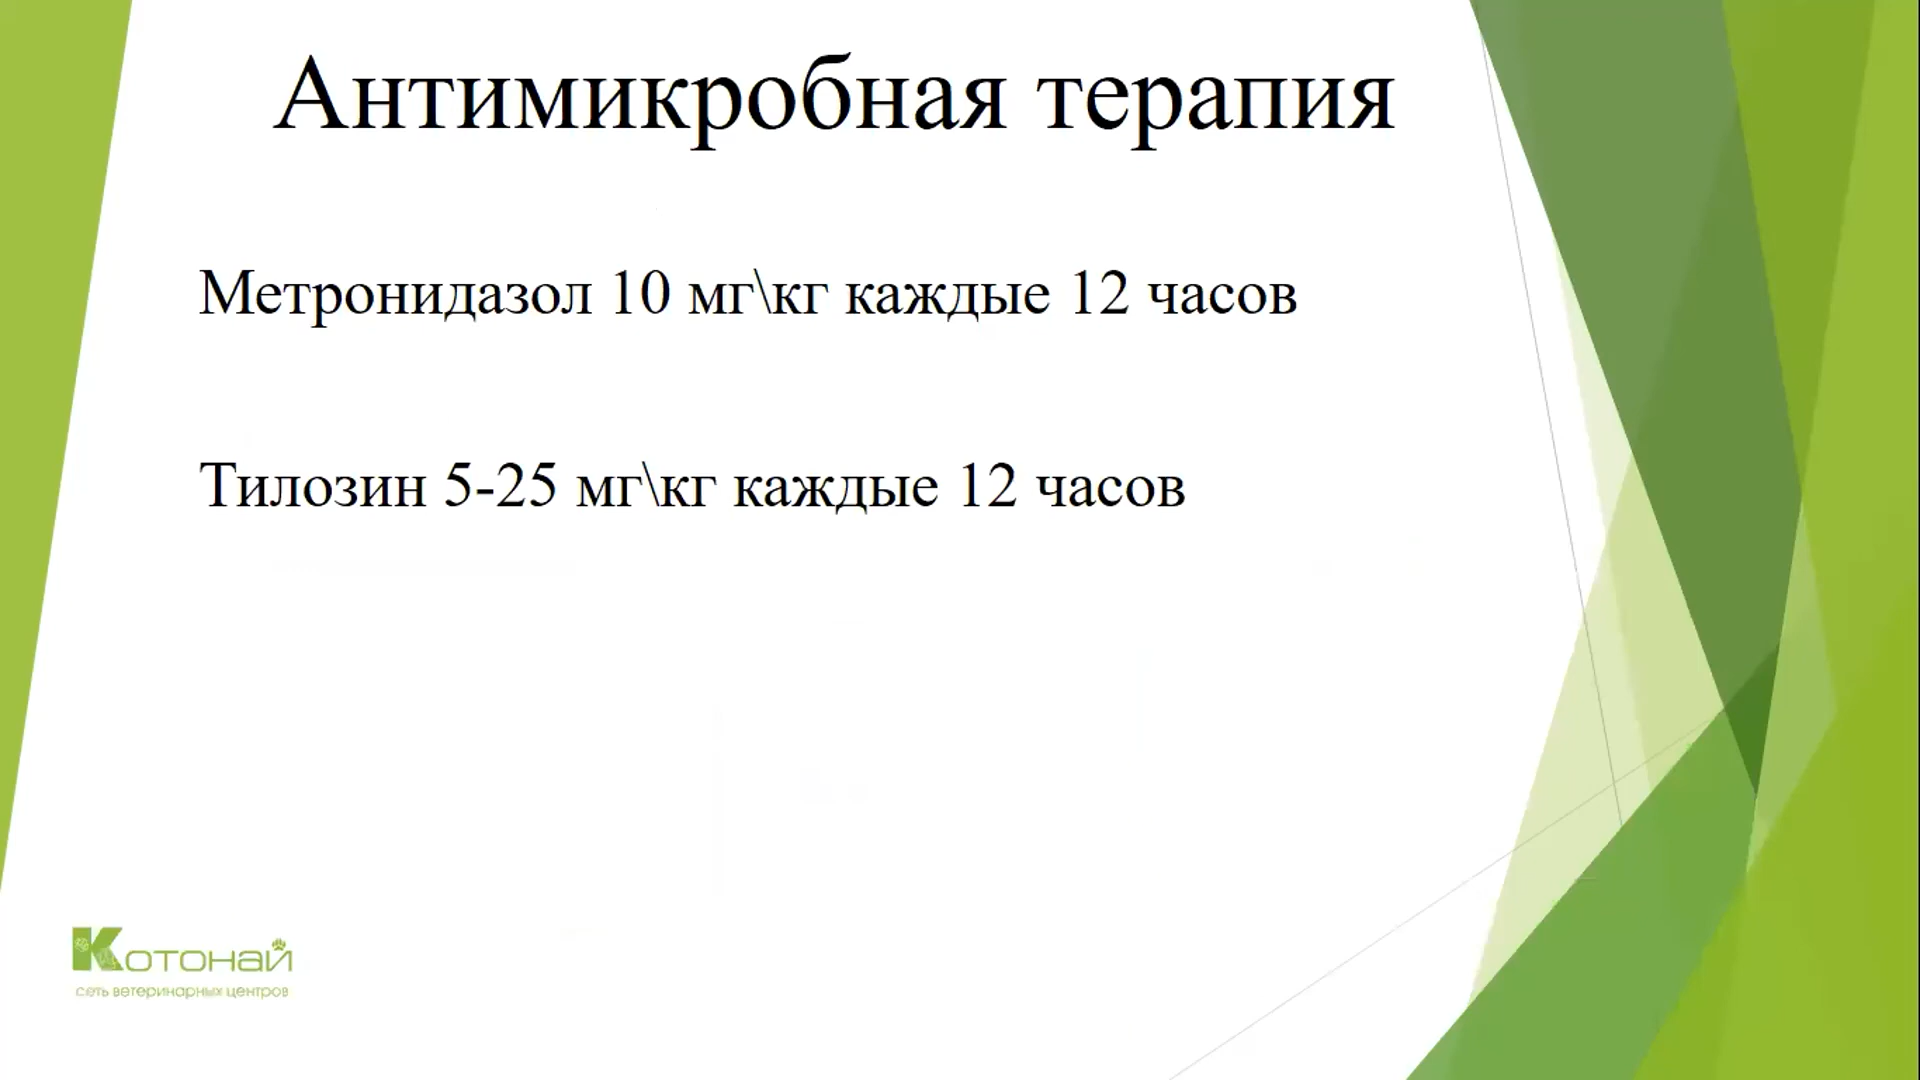 Антимикробная терапия
Метронидазол 10 мг\кг каждые 12 часов
Тилозин 5-25 мг\кг каждые 12 часов
Котонай
сеть ветеринарных центров